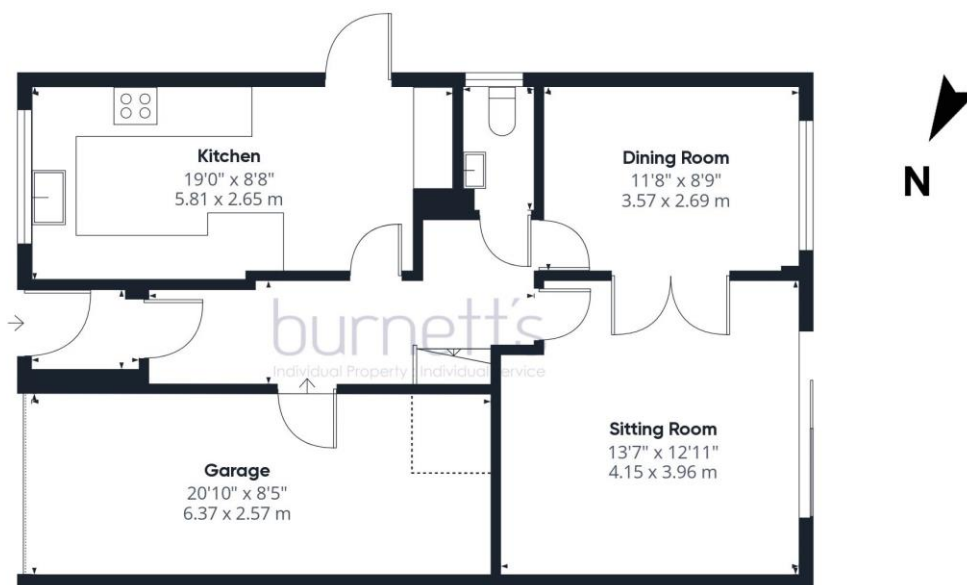 Kitchen
19'0" x 8'8"
5.81 x 2.65 m
Dining Room
11'8" x 8'9"
3.57 x 2.69 m
N
burnett's
Individual Property : Individual Service
Sitting Room
13'7" x 12'11"
4.15 x 3.96 m
Garage
20'10" x 8'5"
6.37 x 2.57 m